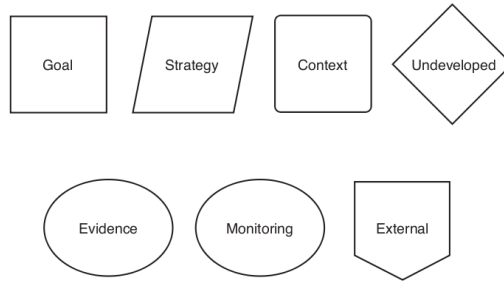 Goal
Strategy
Context
Undeveloped
Evidence
Monitoring
External